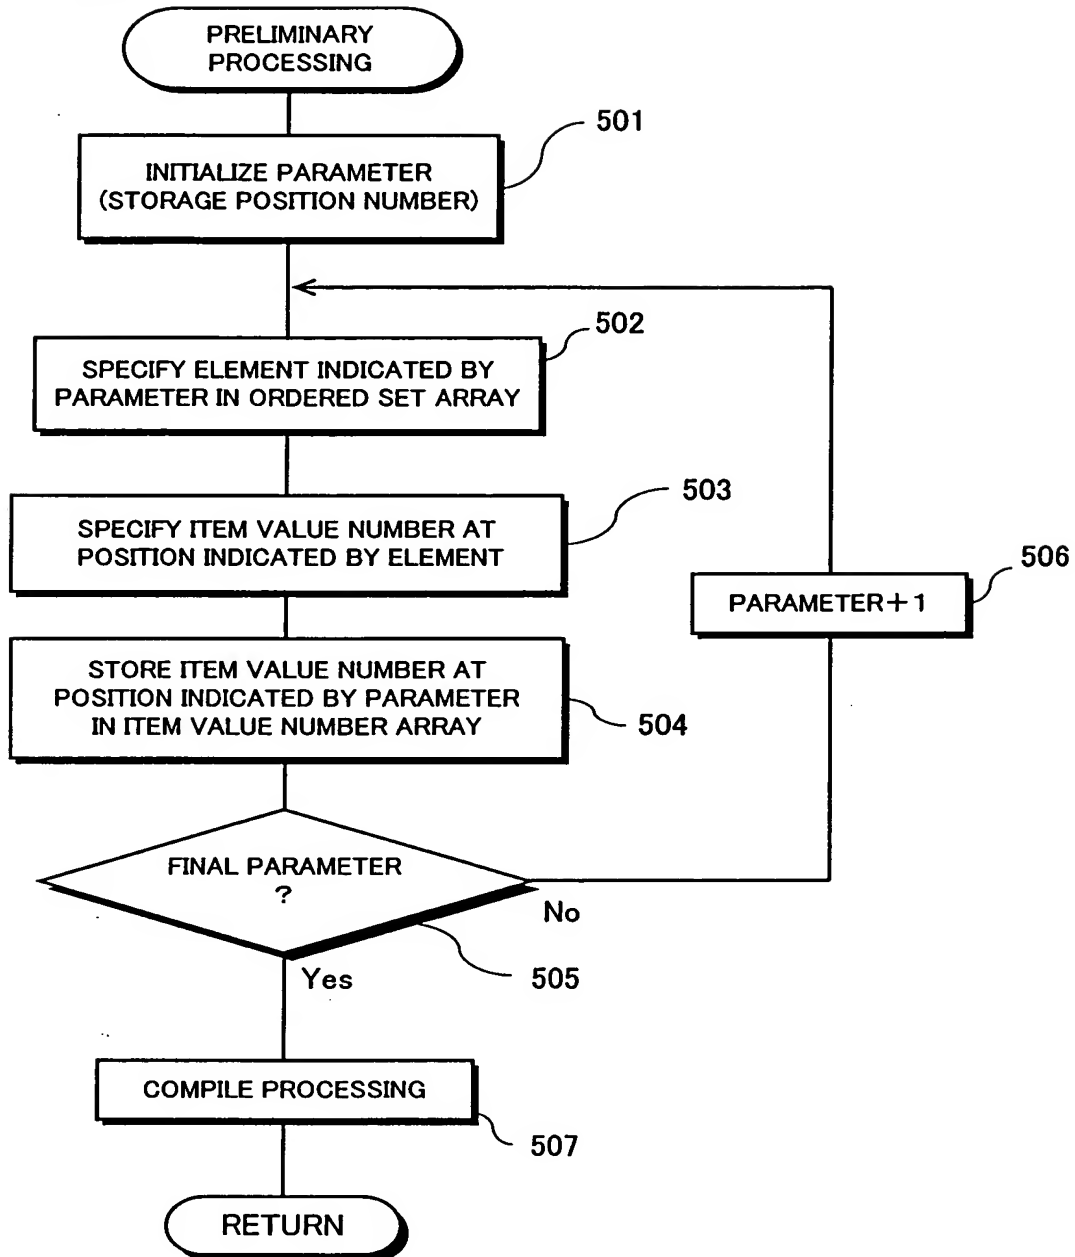 PRELIMINARY
PROCESSING
501
INITIALIZE PARAMETER
(STORAGE POSITION NUMBER)
502
SPECIFY ELEMENT INDICATED BY
PARAMETER IN ORDERED SET ARRAY
503
SPECIFY ITEM VALUE NUMBER AT
POSITION INDICATED BY ELEMENT
506
PARAMETER+1
STORE ITEM VALUE NUMBER AT
POSITION INDICATED BY PARAMETER
IN ITEM VALUE NUMBER ARRAY
504
FINAL PARAMETER
?
No
505
Yes
COMPILE PROCESSING
507
RETURN